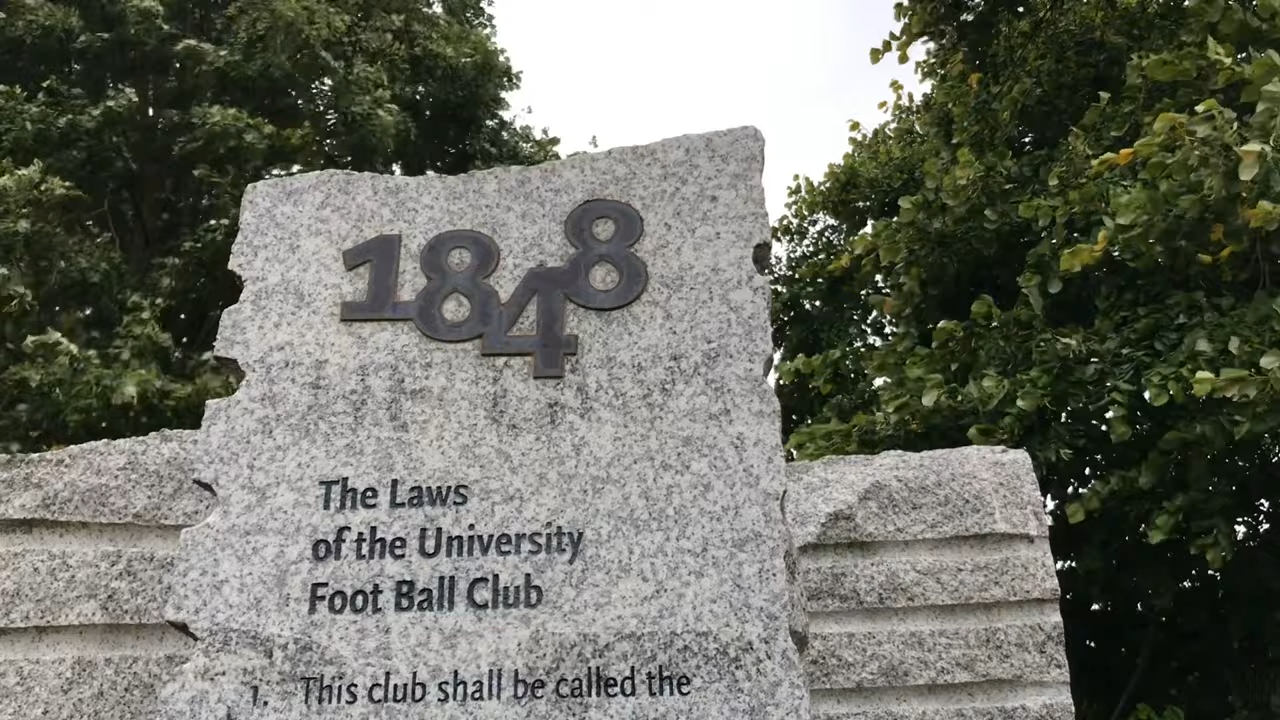 1848
The Laws
of the University
Foot Ball Club
1. This club shall be called the